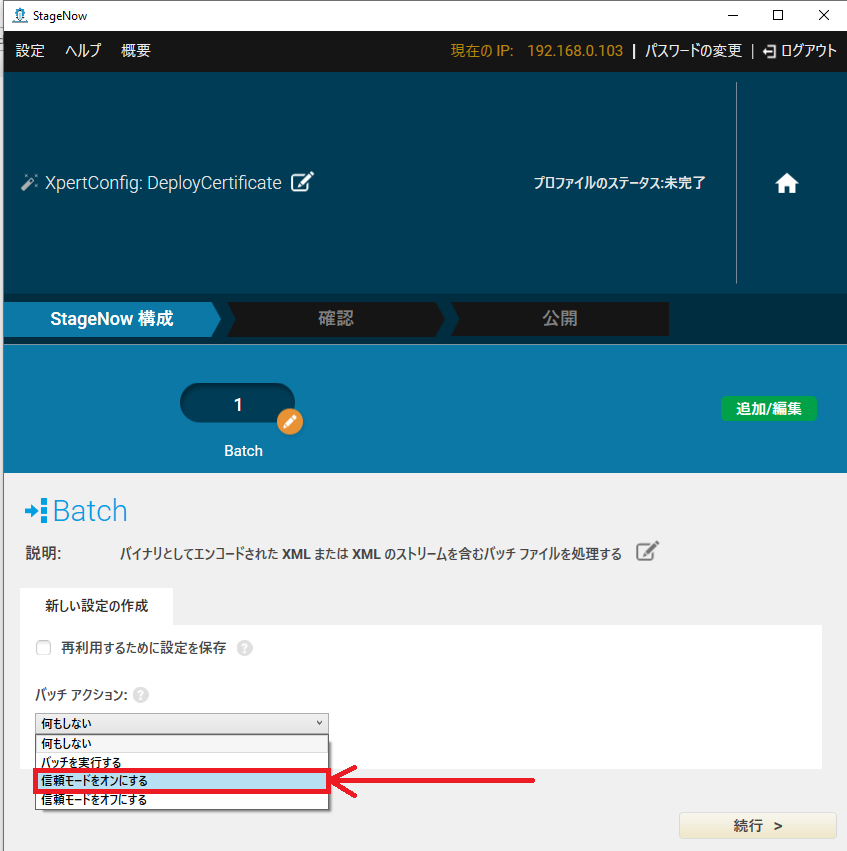 StageNow
設定 ヘルプ 概要 現在の IP: 192.168.0.103 | パスワードの変更 | ログアウト
XpertConfig: DeployCertificate プロファイルのステータス:未完了
StageNow 構成 確認 公開
1
追加/編集
Batch
Batch
説明: バイナリとしてエンコードされた XML または XML のストリームを含むバッチ ファイルを処理する
新しい設定の作成
再利用するために設定を保存 ?
バッチ アクション: ?
何もしない
何もしない
バッチを実行する
信頼モードをオンにする
信頼モードをオフにする
続行 >